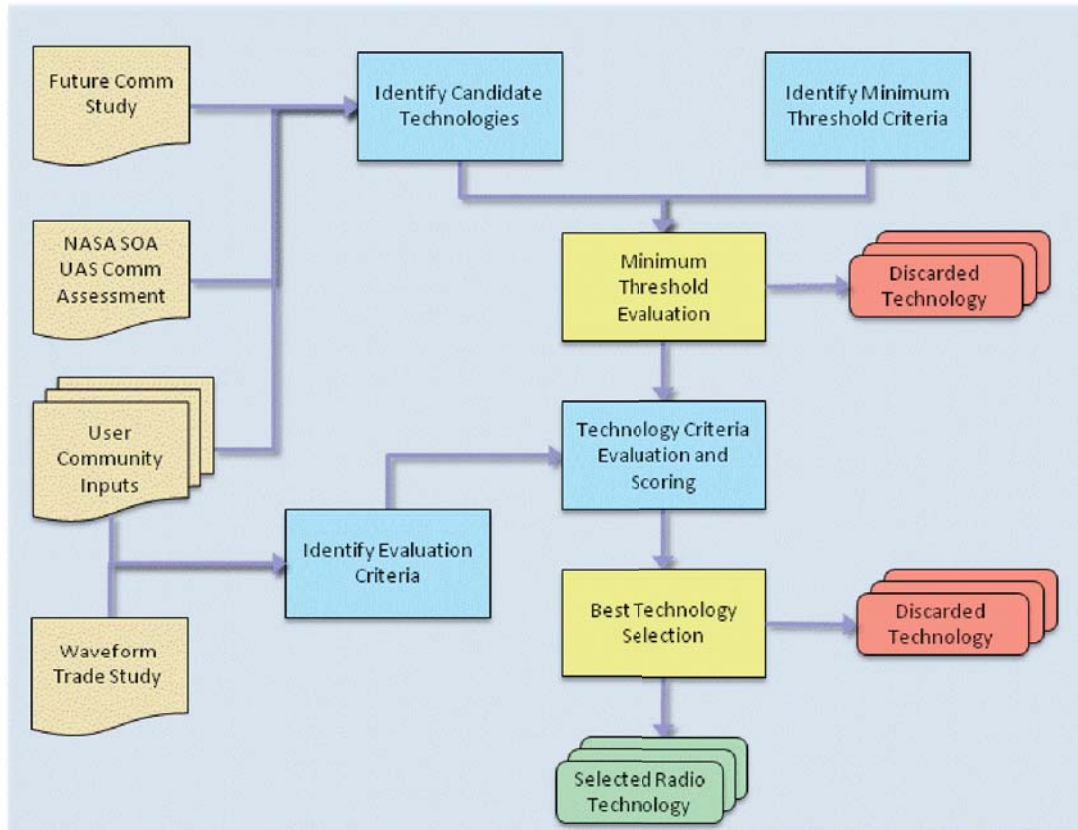 Future Comm
Study
Identify Candidate
Technologies
Identify Minimum
Threshold Criteria
NASA SOA
UAS Comm
Assessment
Minimum
Threshold
Evaluation
Discarded
Technology
User
Community
Inputs
Technology Criteria
Evaluation and
Scoring
Identify Evaluation
Criteria
Best Technology
Selection
Discarded
Technology
Waveform
Trade Study
Selected Radio
Technology